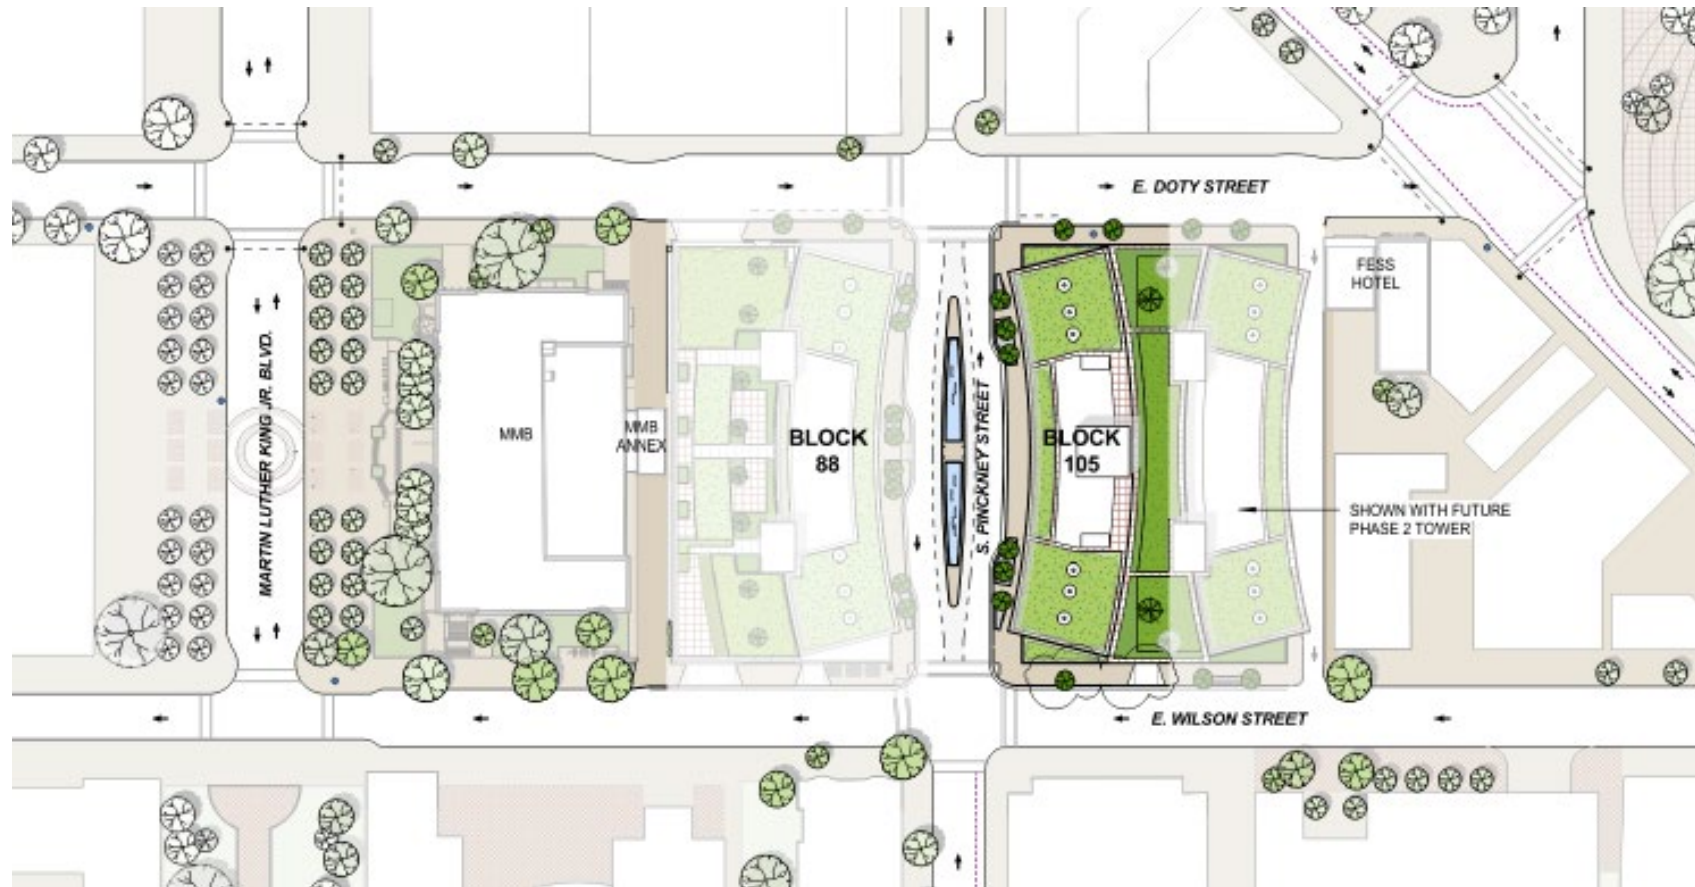 E. DOTY STREET
FESS
HOTEL
MARTIN LUTHER KING JR. BLVD.
MMB
MMB
ANNEX
BLOCK
88
S. PINCKNEY STREET
BLOCK
105
SHOWN WITH FUTURE
PHASE 2 TOWER
E. WILSON STREET